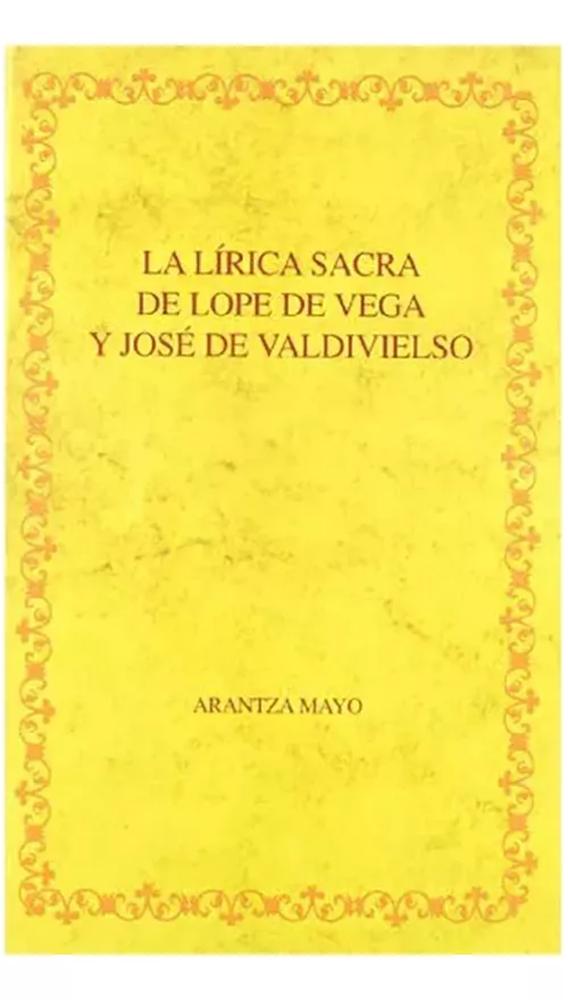 LA LÍRICA SACRA
DE LOPE DE VEGA
Y JOSÉ DE VALDIVIELSO
ARANTZA MAYO